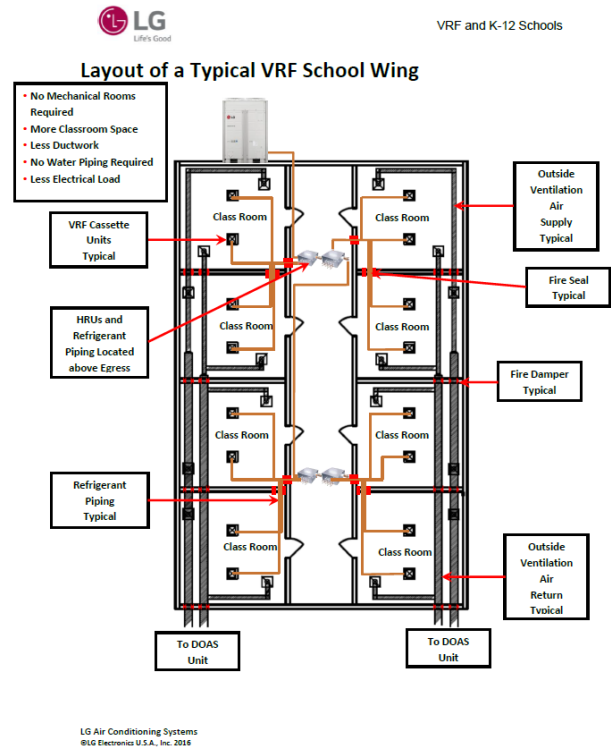 LG
Life's Good
VRF and K-12 Schools
Layout of a Typical VRF School Wing
• No Mechanical Rooms
Required
• More Classroom Space
• Less Ductwork
• No Water Piping Required
• Less Electrical Load
Outside
Ventilation
Air
Supply
Typical
VRF Cassette
Units
Typical
Class Room
Class Room
Fire Seal
Typical
HRUs and
Refrigerant
Piping Located
above Egress
Class Room
Class Room
Fire Damper
Typical
Class Room
Class Room
Refrigerant
Piping
Typical
Class Room
Class Room
Outside
Ventilation
Air
Return
Typical
To DOAS
Unit
To DOAS
Unit
LG Air Conditioning Systems
©LG Electronics U.S.A., Inc. 2016